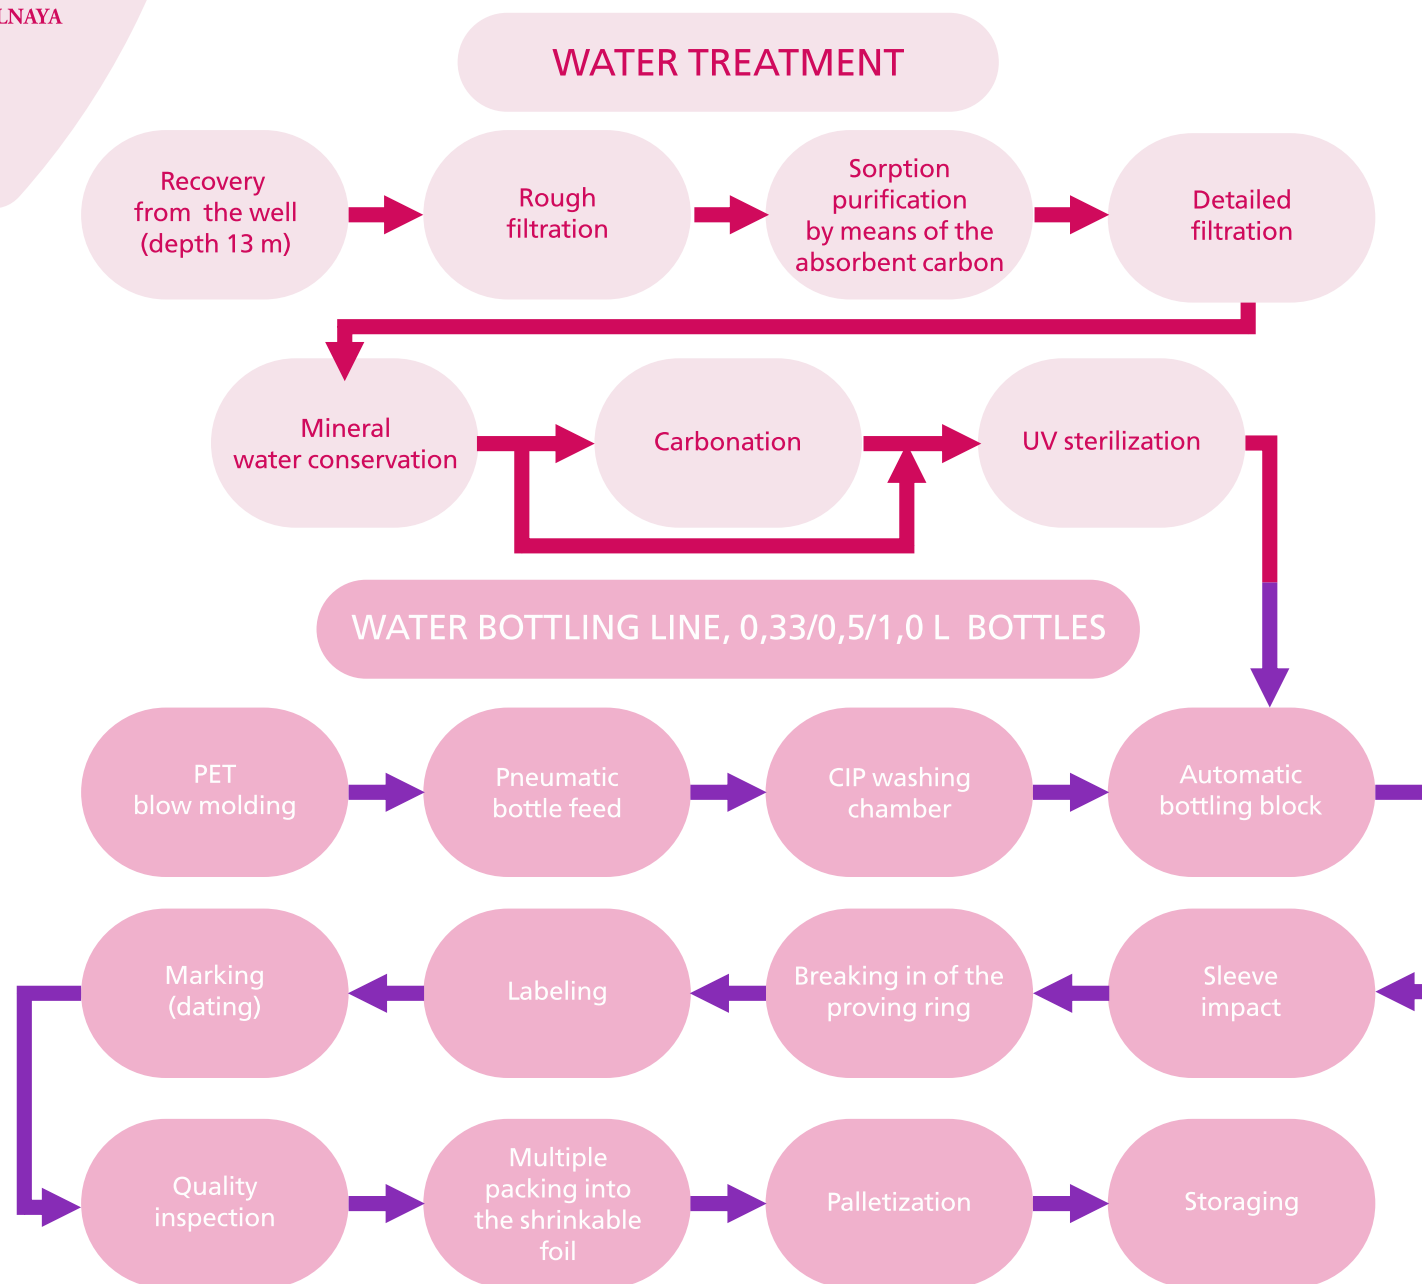 LNAYA
WATER TREATMENT
Recovery
from the well
(depth 13 m)
Rough
filtration
Sorption
purification
by means of the
absorbent carbon
Detailed
filtration
Mineral
water conservation
Carbonation
UV sterilization
WATER BOTTLING LINE, 0,33/0,5/1,0 L BOTTLES
PET
blow molding
Pneumatic
bottle feed
CIP washing
chamber
Automatic
bottling block
Marking
(dating)
Labeling
Breaking in of the
proving ring
Sleeve
impact
Quality
inspection
Multiple
packing into
the shrinkable
foil
Palletization
Storaging